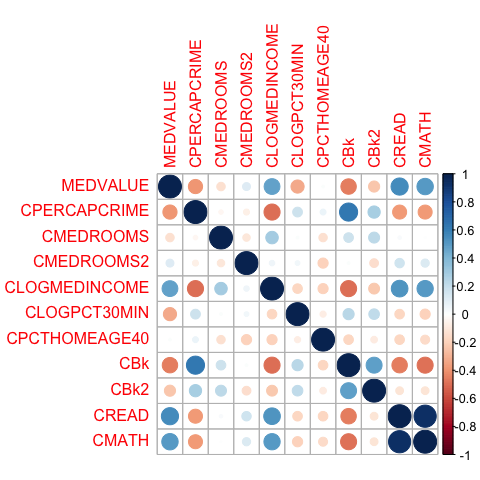 MEDVALUE
CPERCAPCRIME
CMEDROOMS
CMEDROOMS2
CLOGMEDINCOME
CLOGPCT30MIN
CPCTHOMEAGE40
CBk
CBk2
CREAD
CMATH
MEDVALUE
CPERCAPCRIME
CMEDROOMS
CMEDROOMS2
CLOGMEDINCOME
CLOGPCT30MIN
CPCTHOMEAGE40
CBk
CBk2
CREAD
CMATH
1
0.8
0.6
0.4
0.2
0
-0.2
-0.4
-0.6
-0.8
-1